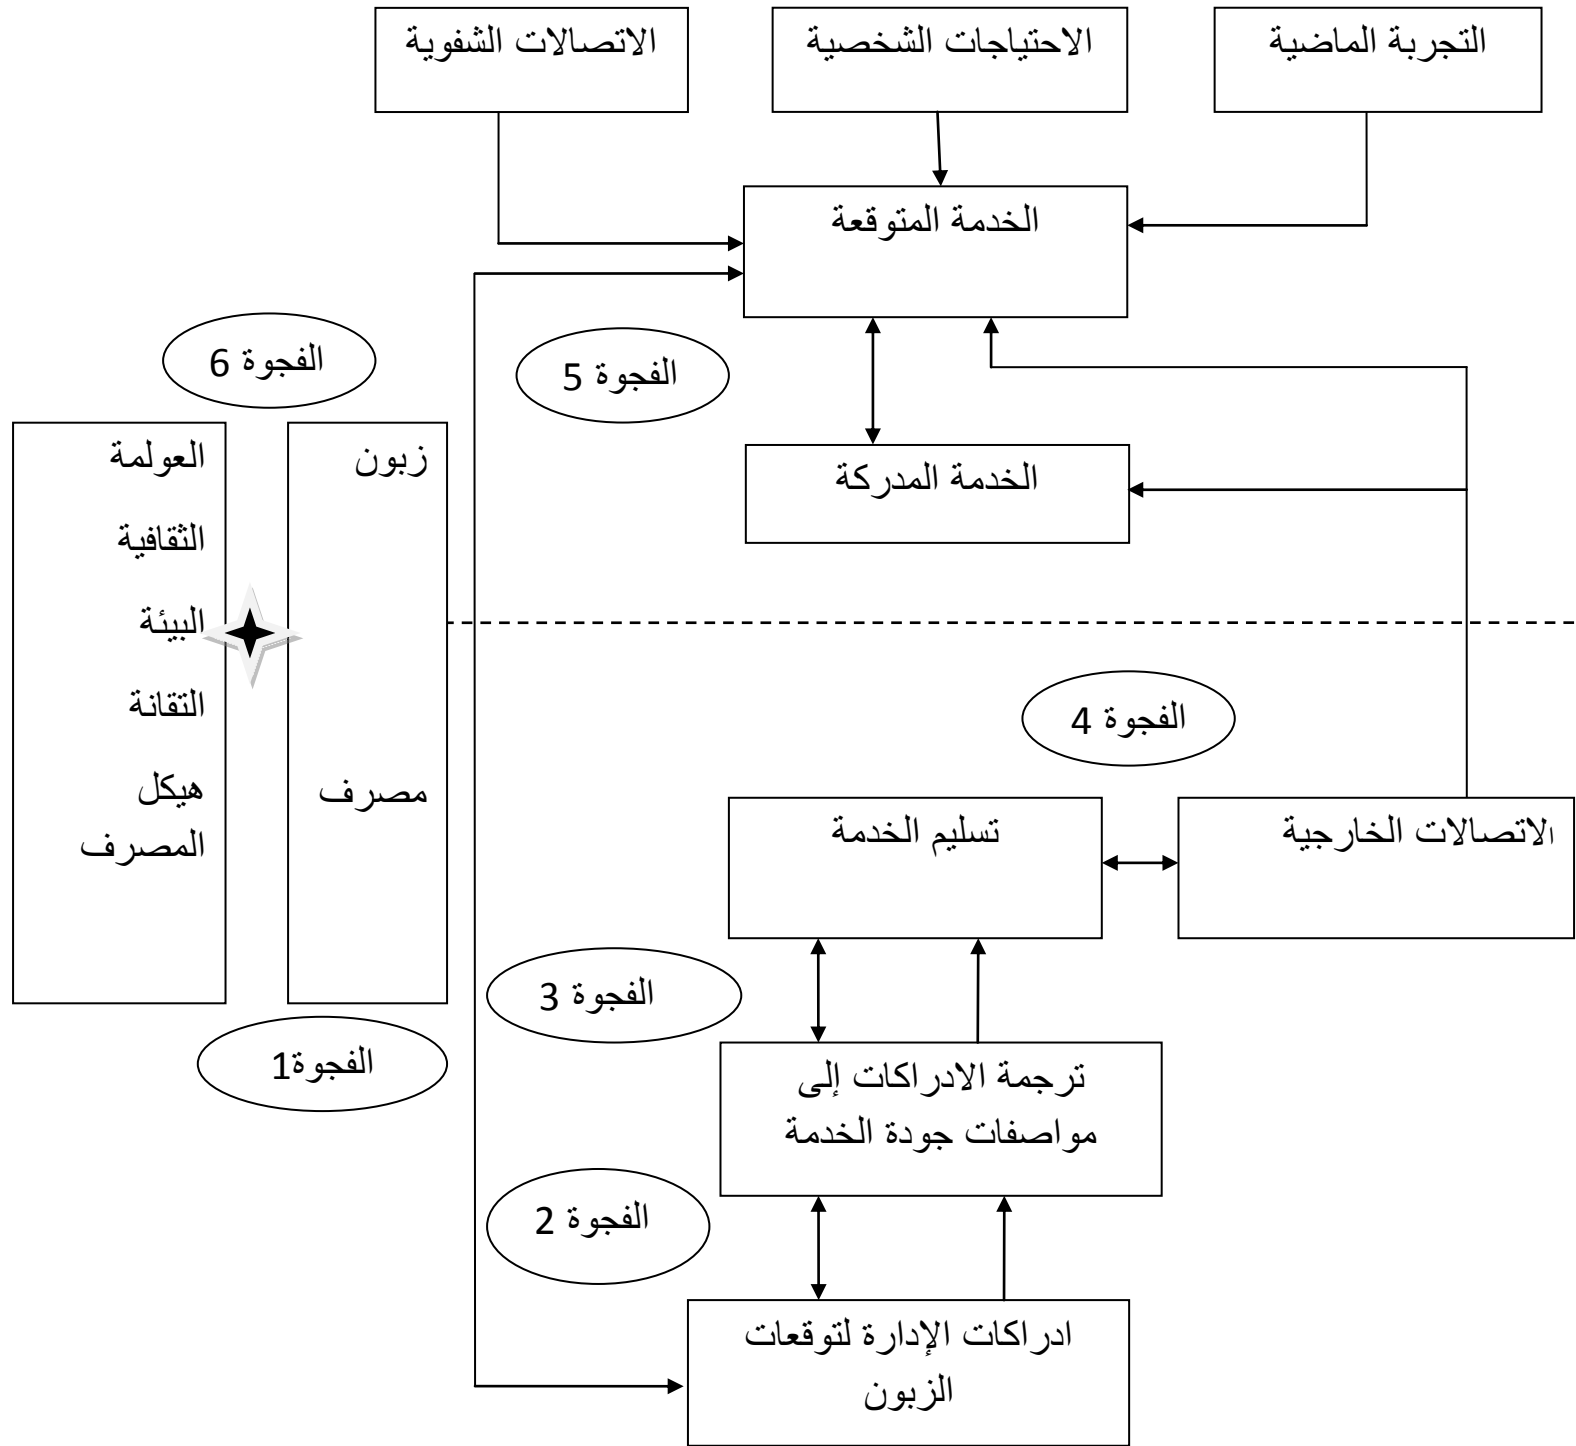 التجربة الماضية
الاحتياجات الشخصية
الاتصالات الشفوية
الخدمة المتوقعة
الفجوة 5
الفجوة 6
الخدمة المدركة
زبون
مصرف
العولمة
الثقافية
البيئة
التقانة
هيكل
المصرف
الفجوة 4
الاتصالات الخارجية
تسليم الخدمة
الفجوة 3
الفجوة1
ترجمة الادراكات إلى
مواصفات جودة الخدمة
الفجوة 2
ادراكات الإدارة لتوقعات
الزبون